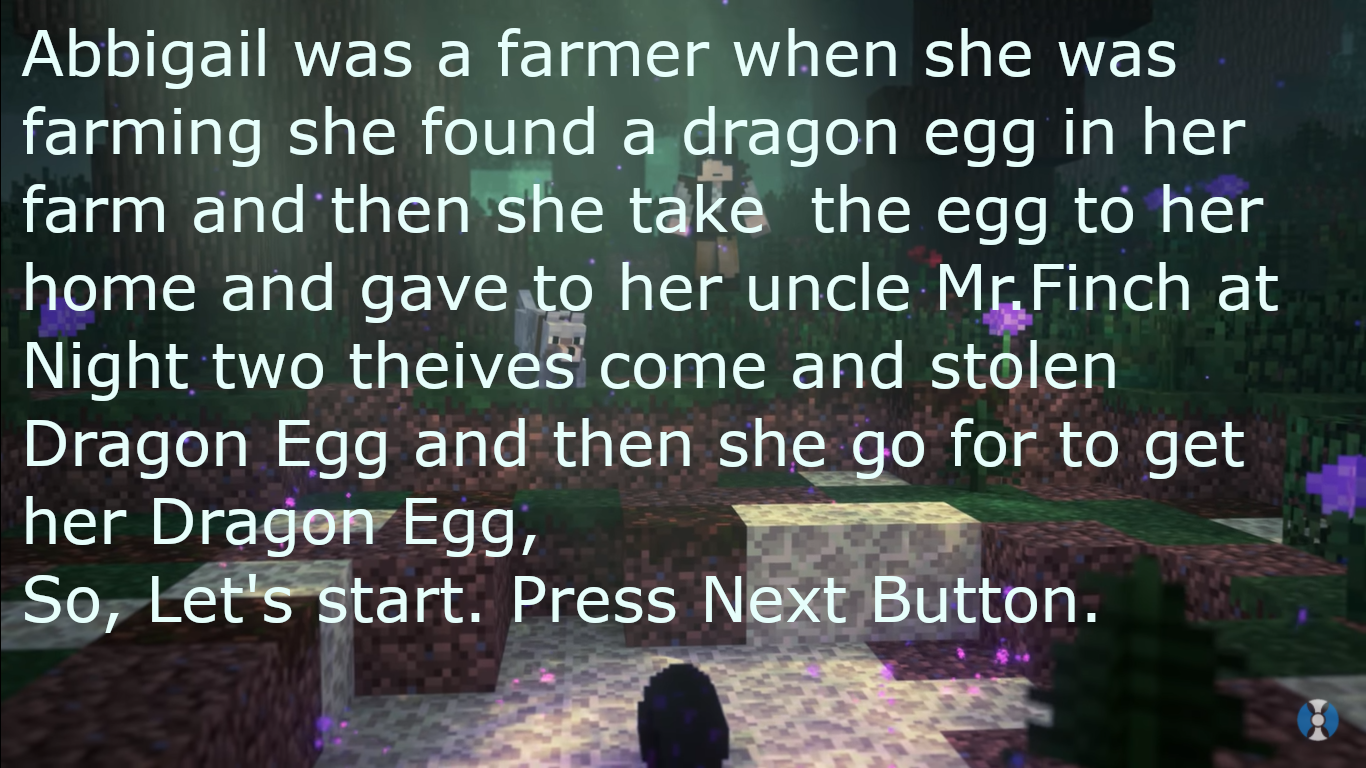 Abbigail was a farmer when she was
farming she found a dragon egg in her
farm and then she take  the egg to her
home and gave to her uncle Mr.Finch at
Night two theives come and stolen
Dragon Egg and then she go for to get
her Dragon Egg,
So, Let's start. Press Next Button.